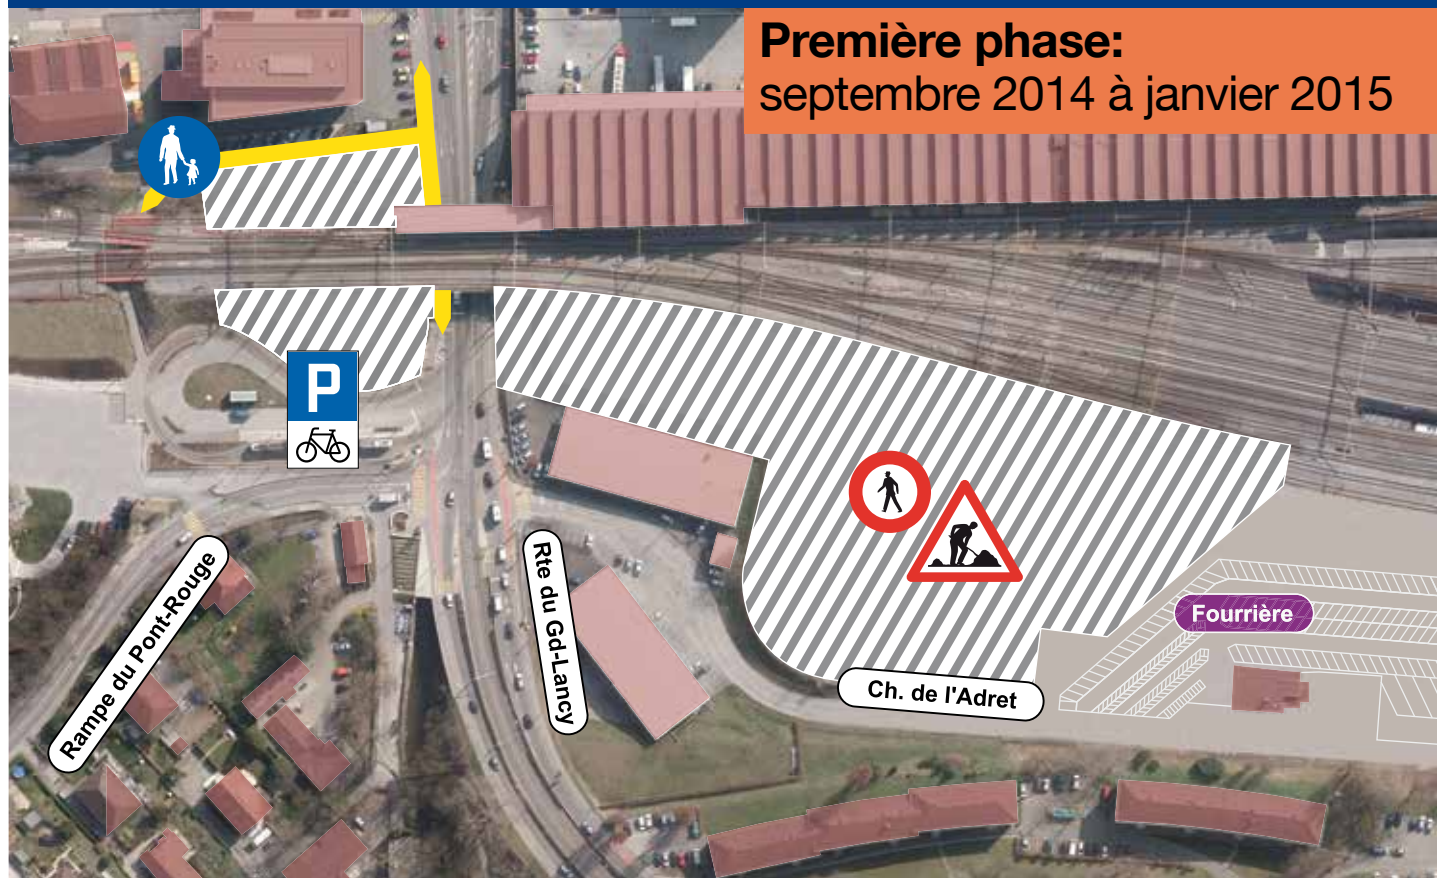 Première phase:
septembre 2014 à janvier 2015
P
Rampe du Pont-Rouge
Rte du Gd-Lancy
Fourrière
Ch. de l'Adret